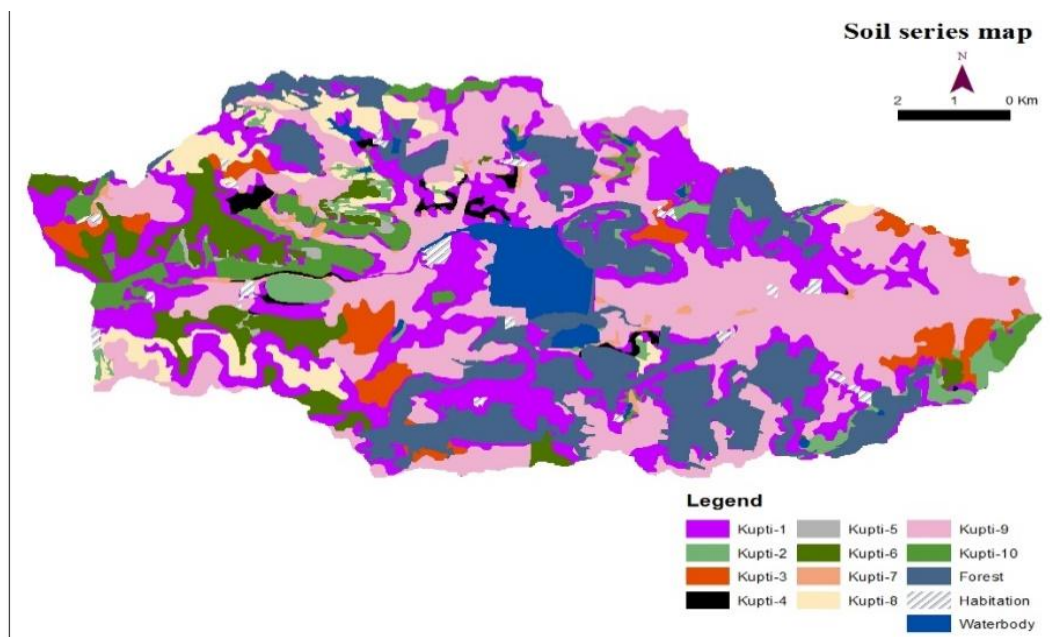 Soil series map
N
2 1 0 Km
Legend
Kupti-1 Kupti-5 Kupti-9
Kupti-2 Kupti-6 Kupti-10
Kupti-3 Kupti-7 Forest
Kupti-4 Kupti-8 Habitation
Waterbody